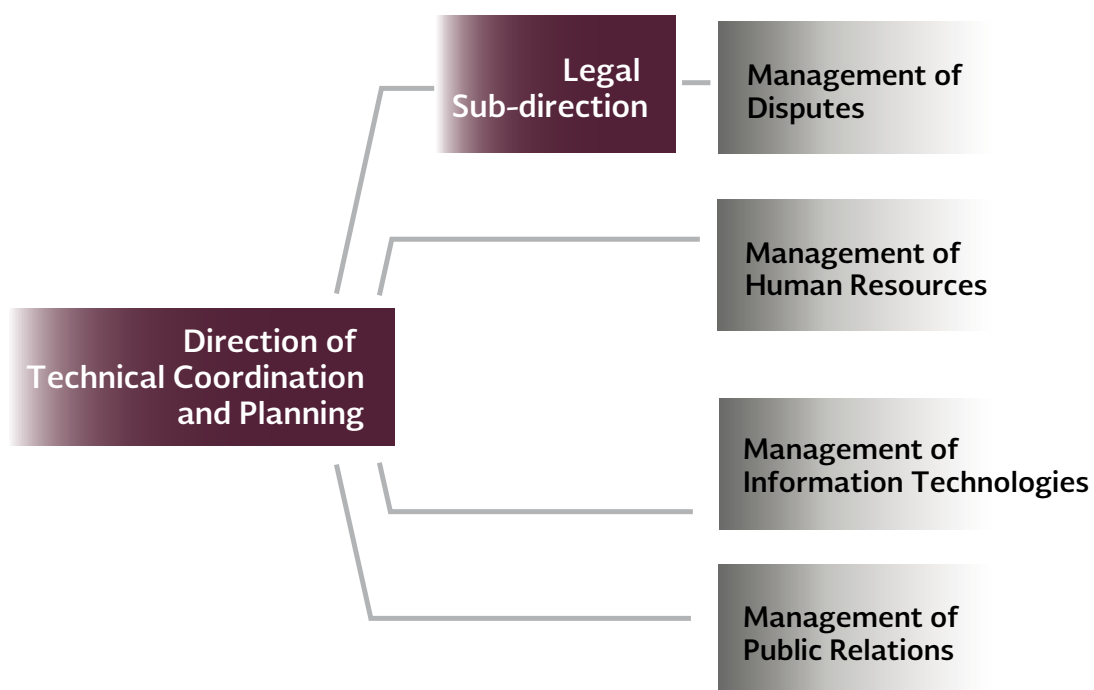 Legal
Sub-direction
Management of
Disputes
Management of
Human Resources
Direction of
Technical Coordination
and Planning
Management of
Information Technologies
Management of
Public Relations